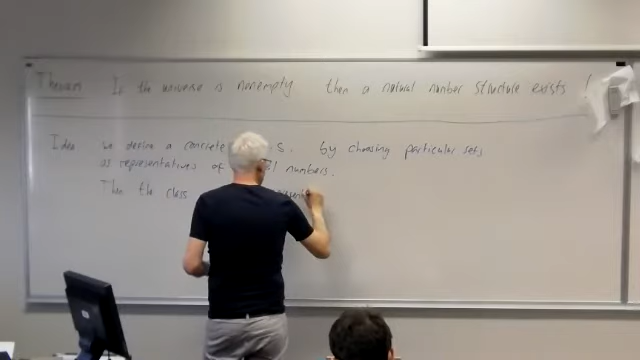 Theorem If the universe is nonempty then a natural number structure exists !
Idea we define a concrete s. by choosing particular sets
as representatives of numbers.
Then the class